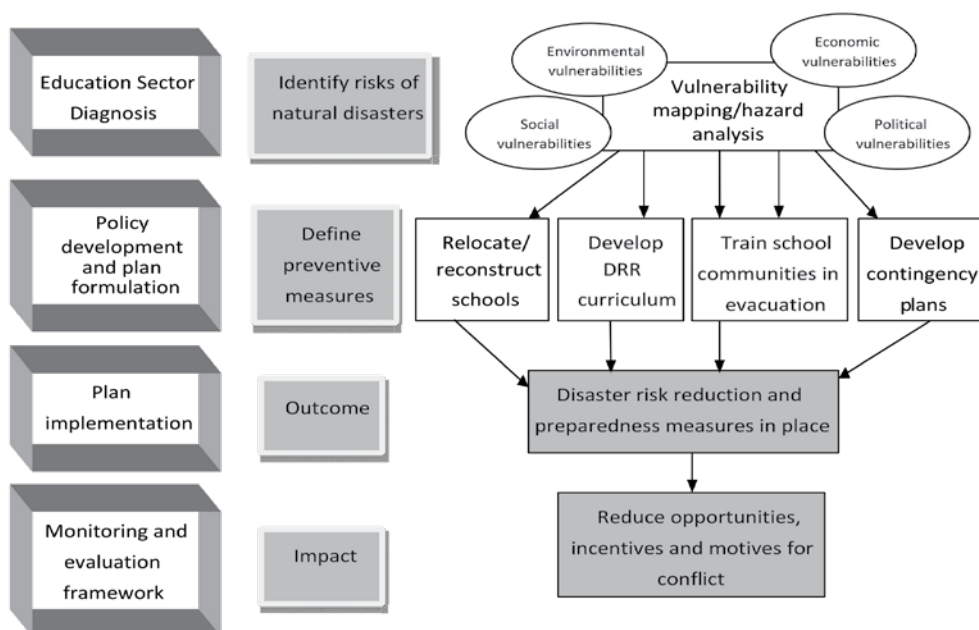 Education Sector
Diagnosis
Identify risks of
natural disasters
Environmental
vulnerabilities
Economic
vulnerabilities
Vulnerability
mapping/hazard
analysis
Social
vulnerabilities
Political
vulnerabilities
Policy
development
and plan
formulation
Define
preventive
measures
Relocate/
reconstruct
schools
Develop
DRR
curriculum
Train school
communities in
evacuation
Develop
contingency
plans
Plan
implementation
Outcome
Disaster risk reduction and
preparedness measures in place
Monitoring and
evaluation
framework
Impact
Reduce opportunities,
incentives and motives for
conflict